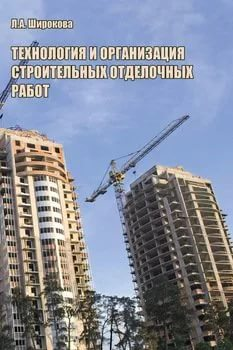 Л.А. Широкова
ТЕХНОЛОГИЯ И ОРГАНИЗАЦИЯ
СТРОИТЕЛЬНЫХ ОТДЕЛОЧНЫХ
РАБОТ